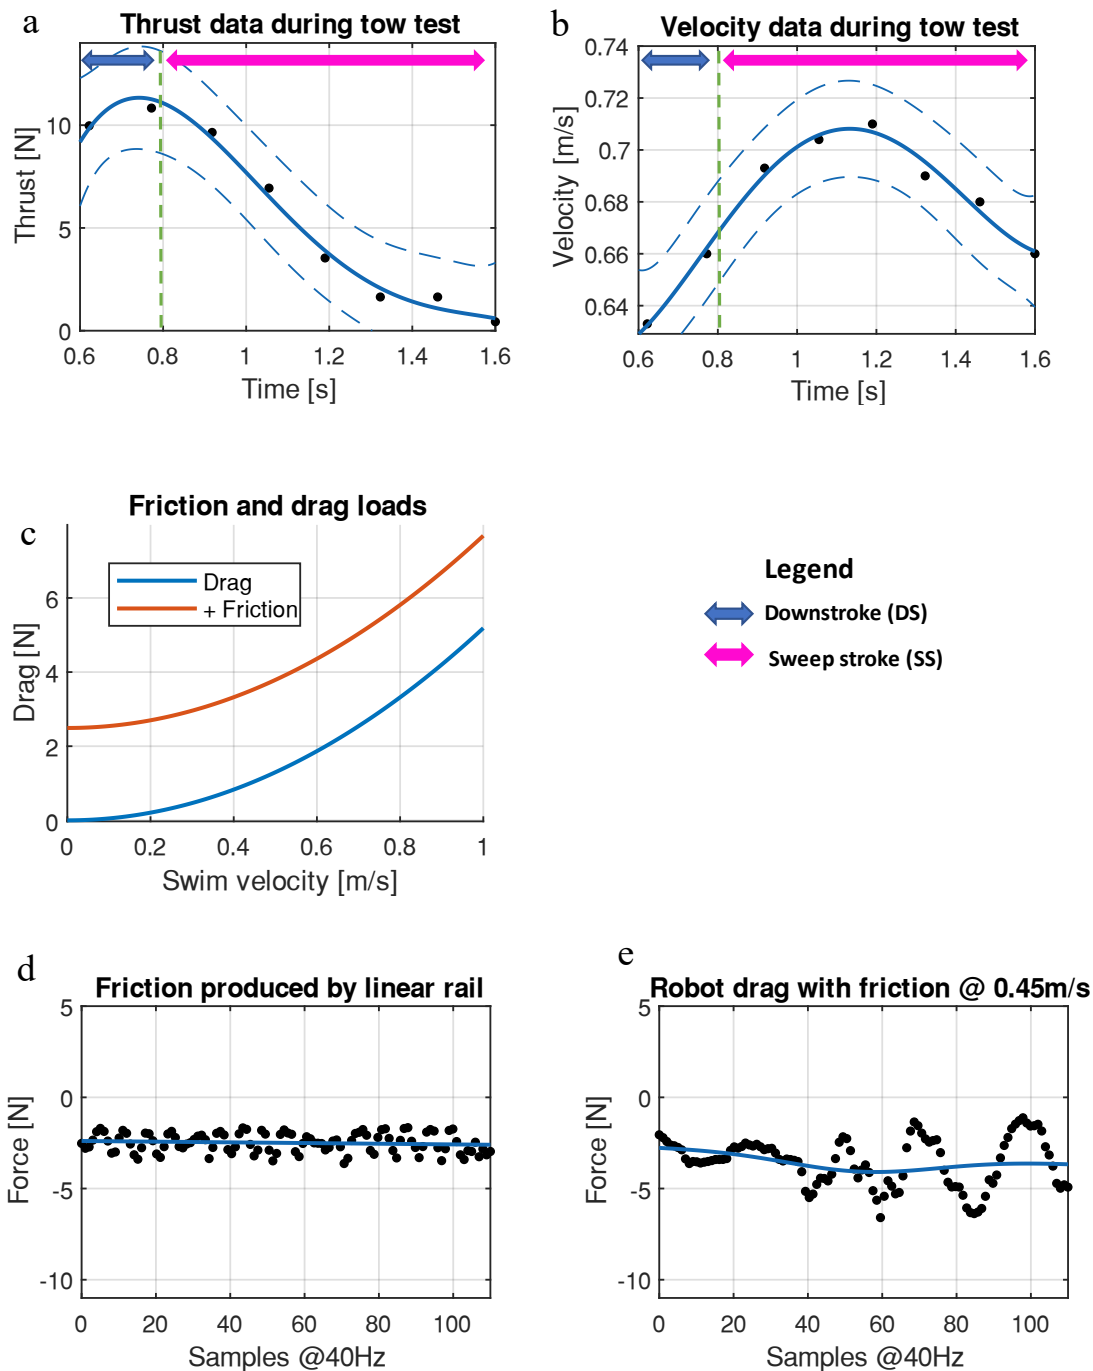 a
Thrust data during tow test
10
5
0
0.6
0.8
1
1.2
1.4
1.6
Thrust [N]
Time [s]
b
Velocity data during tow test
0.74
0.72
0.7
0.68
0.66
0.64
0.6
0.8
1
1.2
1.4
1.6
Velocity [m/s]
Time [s]
c
Friction and drag loads
Drag
+ Friction
6
4
2
0
0
0.2
0.4
0.6
0.8
1
Drag [N]
Swim velocity [m/s]
Legend
Downstroke (DS)
Sweep stroke (SS)
d
Friction produced by linear rail
5
0
-5
-10
0
20
40
60
80
100
Force [N]
Samples @40Hz
e
Robot drag with friction @ 0.45m/s
5
0
-5
-10
0
20
40
60
80
100
Force [N]
Samples @40Hz